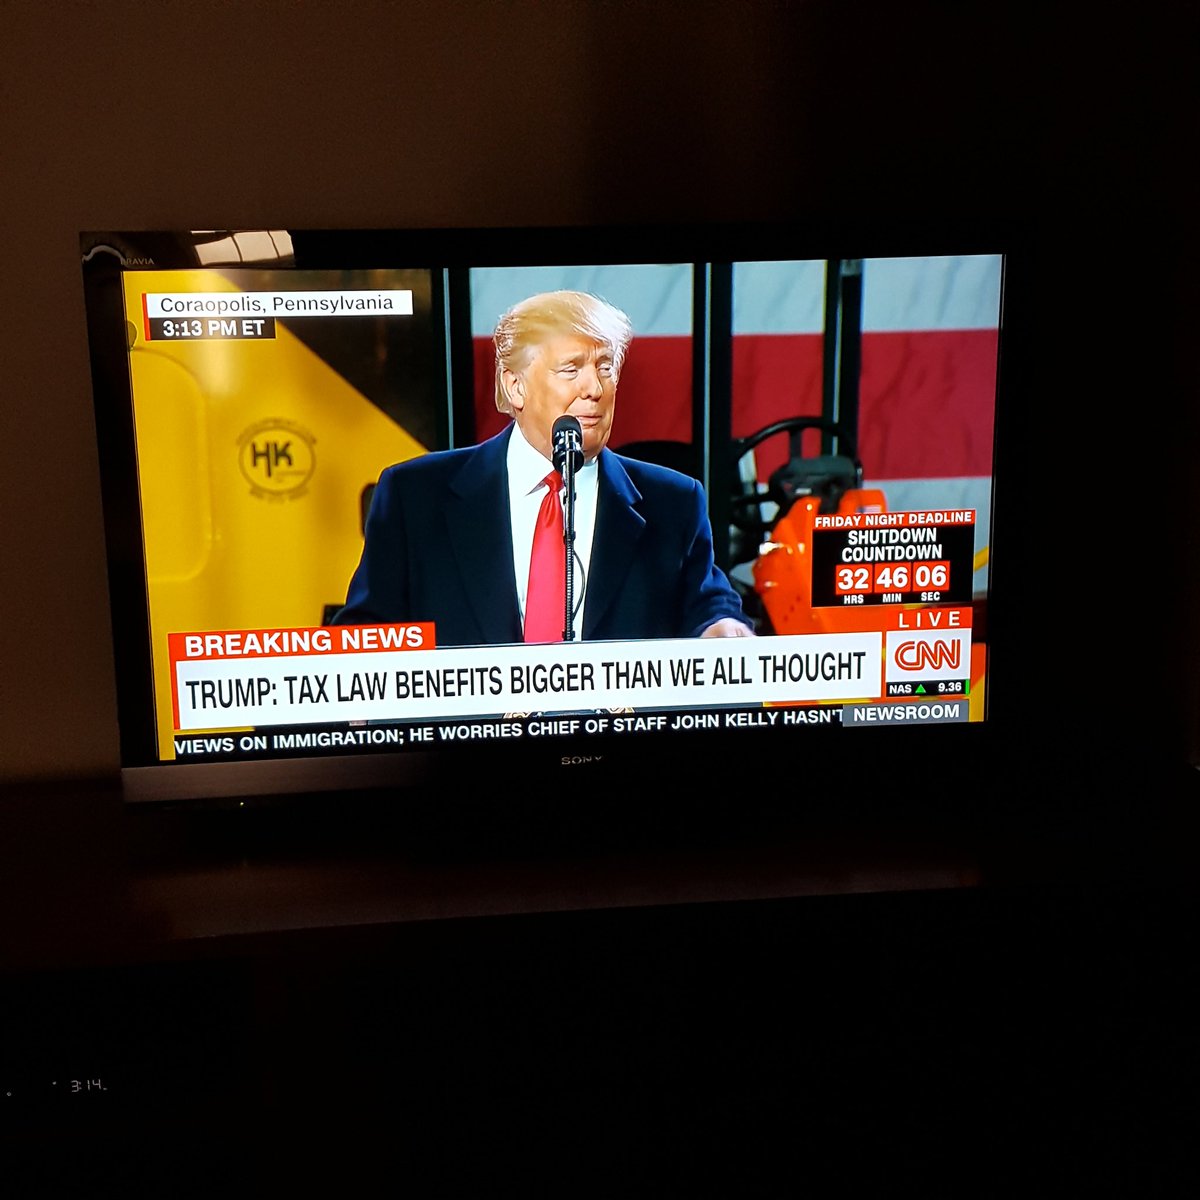 BRAVIA
Coraopolis, Pennsylvania
3:13 PM ET
HK
FRIDAY NIGHT DEADLINE
SHUTDOWN
COUNTDOWN
32 46 06
HRS MIN SEC
LIVE
BREAKING NEWS
TRUMP: TAX LAW BENEFITS BIGGER THAN WE ALL THOUGHT
CNN
NAS ▲ 9.36
VIEWS ON IMMIGRATION; HE WORRIES CHIEF OF STAFF JOHN KELLY HASN'T
NEWSROOM
SONY
3:14